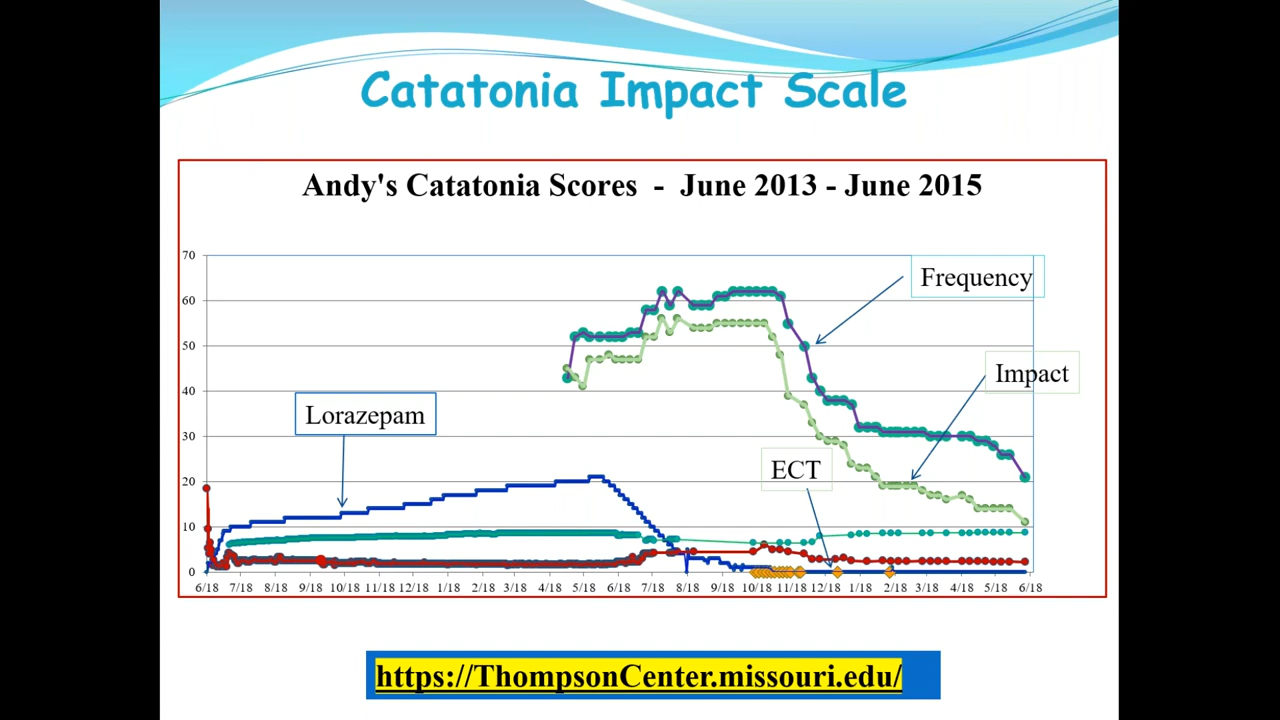 Catatonia Impact Scale
Andy's Catatonia Scores - June 2013 - June 2015
70
60
50
40
30
20
10
0
Frequency
Impact
Lorazepam
ECT
6/18 7/18 8/18 9/18 10/18 11/18 12/18 1/18 2/18 3/18 4/18 5/18 6/18 7/18 8/18 9/18 10/18 11/18 12/18 1/18 2/18 3/18 4/18 5/18 6/18
https://ThompsonCenter.missouri.edu/